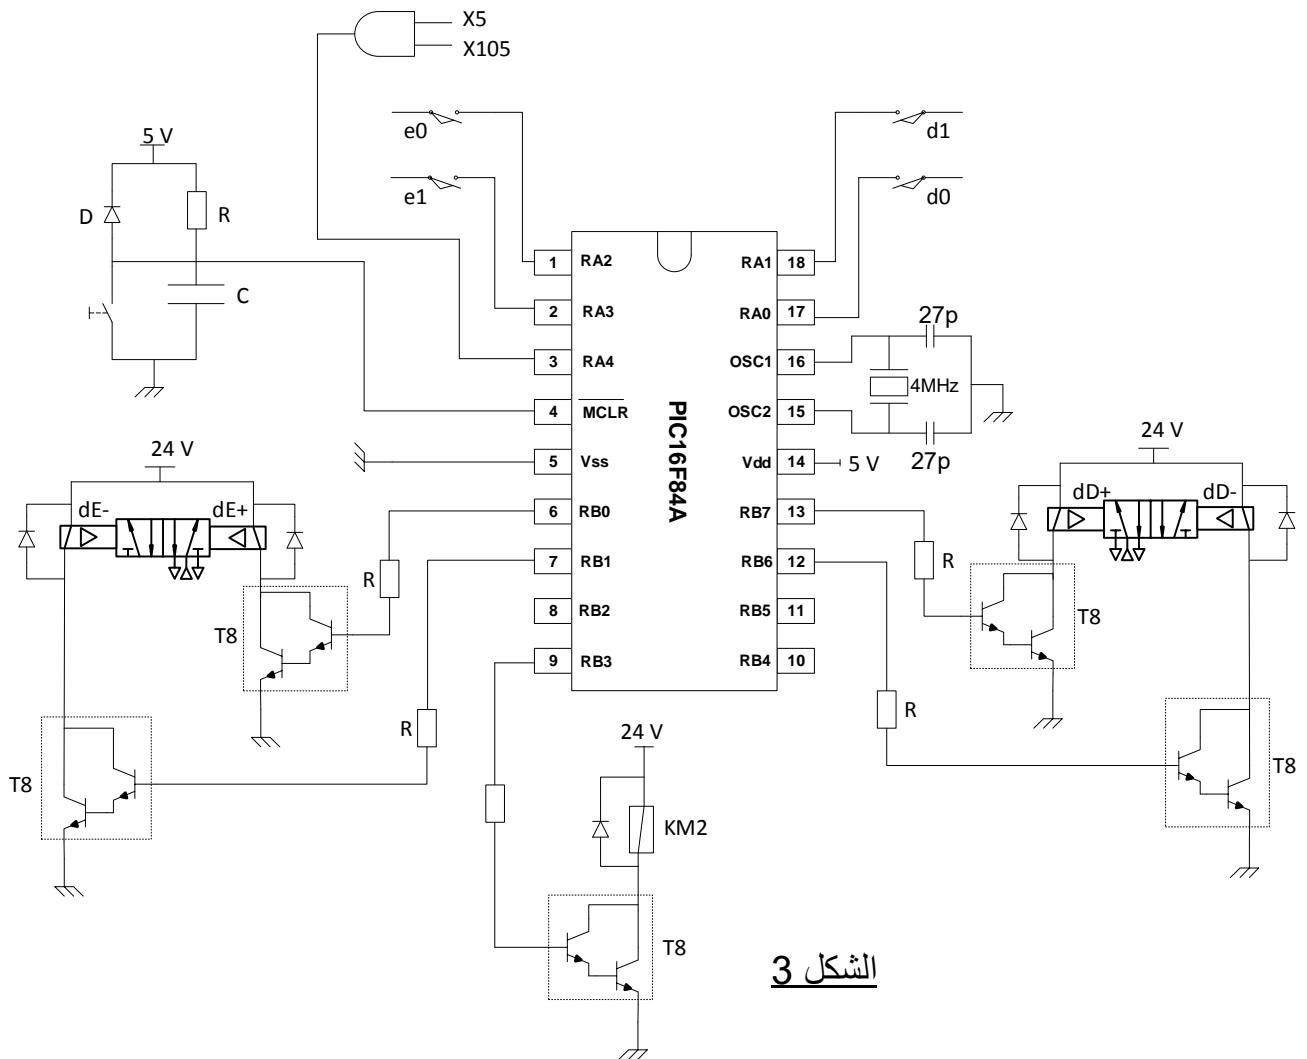 X5
X105
e0
d1
e1
d0
5 V
D
R
C
1 RA2
RA1 18
2 RA3
RA0 17
3 RA4
OSC1 16
4 MCLR
OSC2 15
5 Vss
Vdd 14
5 V
6 RB0
RB7 13
7 RB1
RB6 12
8 RB2
RB5 11
9 RB3
RB4 10
PIC16F84A
27p
4MHz
27p
24 V
dE-
dE+
R
T8
R
T8
24 V
dD+
dD-
R
T8
R
T8
24 V
KM2
T8
الشكل 3